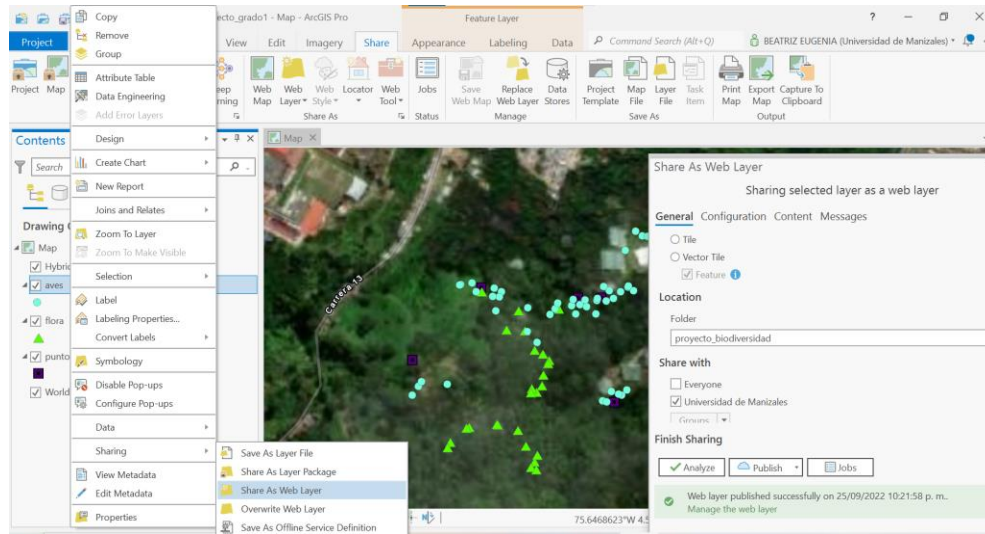 ecto_grado1 - Map - ArcGIS Pro
Feature Layer
?
Project
View
Edit
Imagery
Share
Appearance
Labeling
Data
Command Search (Alt+Q)
BEATRIZ EUGENIA (Universidad de Manizales)
Project
Map
Web Map
Web Layer
Web Style
Locator
Web Tool
Jobs
Save Web Map
Replace Web Layer
Data Stores
Project Template
Map File
Layer File
Task Item
Print Map
Export Map
Capture To Clipboard
Share As
Status
Manage
Save As
Output
Copy
Remove
Group
Attribute Table
Data Engineering
Add Error Layers
Design
Create Chart
New Report
Joins and Relates
Zoom To Layer
Zoom To Make Visible
Selection
Label
Labeling Properties...
Convert Labels
Symbology
Disable Pop-ups
Configure Pop-ups
Data
Sharing
View Metadata
Edit Metadata
Properties
Save As Layer File
Share As Layer Package
Share As Web Layer
Overwrite Web Layer
Save As Offline Service Definition
Contents
Search
Drawing
Map
Hybrid
aves
flora
punto
World
Map
Carrera 13
75.6468623°W 4.5
Share As Web Layer
Sharing selected layer as a web layer
General Configuration Content Messages
Tile
Vector Tile
Feature
Location
Folder
proyecto_biodiversidad
Share with
Everyone
Universidad de Manizales
Groups
Finish Sharing
Analyze
Publish
Jobs
Web layer published successfully on 25/09/2022 10:21:58 p. m..
Manage the web layer